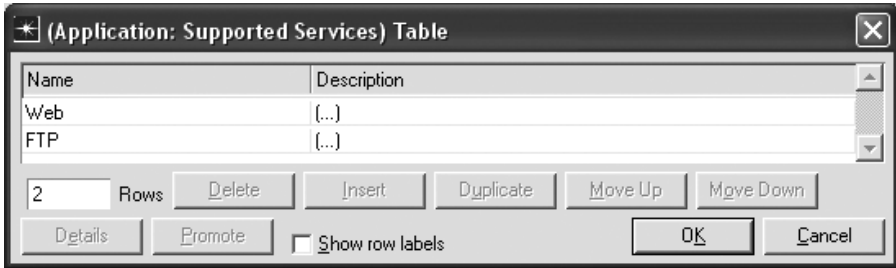 (Application: Supported Services) Table
Name Description
Web (...)
FTP (...)
2 Rows Delete Insert Duplicate Move Up Move Down
Details Promote Show row labels OK Cancel